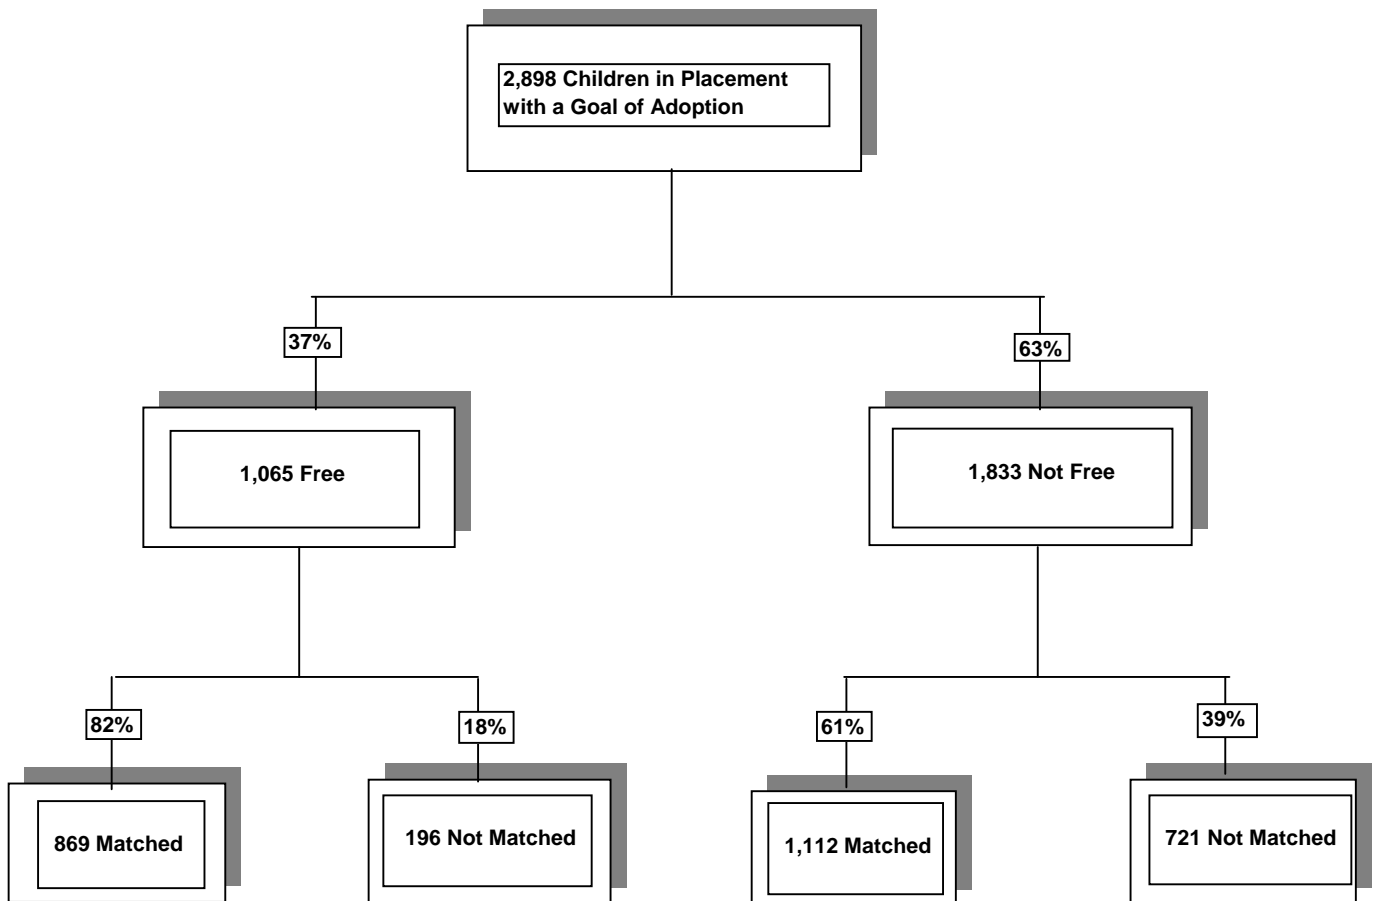 2,898 Children in Placement
with a Goal of Adoption
37%
63%
1,065 Free
1,833 Not Free
82%
18%
61%
39%
869 Matched
196 Not Matched
1,112 Matched
721 Not Matched